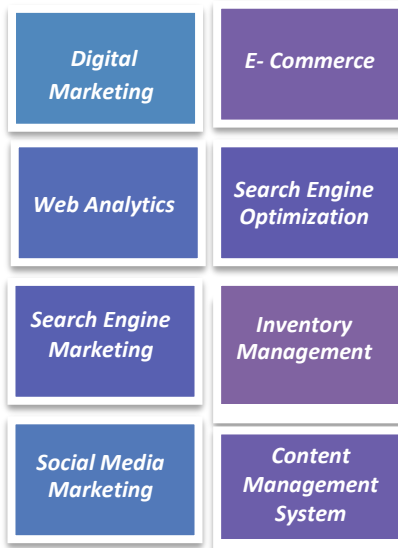 Digital
Marketing
E- Commerce
Web Analytics
Search Engine
Optimization
Search Engine
Marketing
Inventory
Management
Social Media
Marketing
Content
Management
System